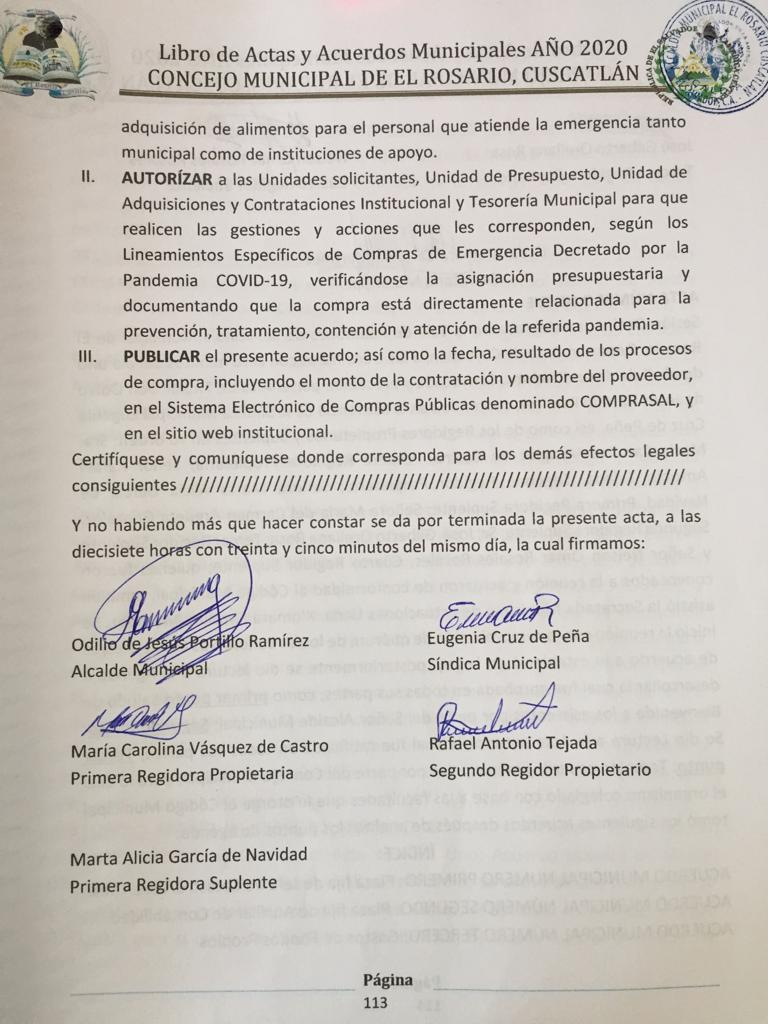 Libro de Actas y Acuerdos Municipales AÑO 2020
CONCEJO MUNICIPAL DE EL ROSARIO, CUSCATLÁN
adquisición de alimentos para el personal que atiende la emergencia tanto
municipal como de instituciones de apoyo.
II. AUTORÍZAR a las Unidades solicitantes, Unidad de Presupuesto, Unidad de
Adquisiciones y Contrataciones Institucional y Tesorería Municipal para que
realicen las gestiones y acciones que les corresponden, según los
Lineamientos Específicos de Compras de Emergencia Decretado por la
Pandemia COVID-19, verificándose la asignación presupuestaria y
documentando que la compra está directamente relacionada para la
prevención, tratamiento, contención y atención de la referida pandemia.
III. PUBLICAR el presente acuerdo; así como la fecha, resultado de los procesos
de compra, incluyendo el monto de la contratación y nombre del proveedor,
en el Sistema Electrónico de Compras Públicas denominado COMPRASAL, y
en el sitio web institucional.
Certifíquese y comuníquese donde corresponda para los demás efectos legales
consiguientes ////////////////////////////////////////////////////////////////////////
Y no habiendo más que hacer constar se da por terminada la presente acta, a las
diecisiete horas con treinta y cinco minutos del mismo día, la cual firmamos:
Odilio de Jesús Portillo Ramírez
Alcalde Municipal
Eugenia Cruz de Peña
Síndica Municipal
María Carolina Vásquez de Castro
Primera Regidora Propietaria
Rafael Antonio Tejada
Segundo Regidor Propietario
Marta Alicia García de Navidad
Primera Regidora Suplente
Página
113